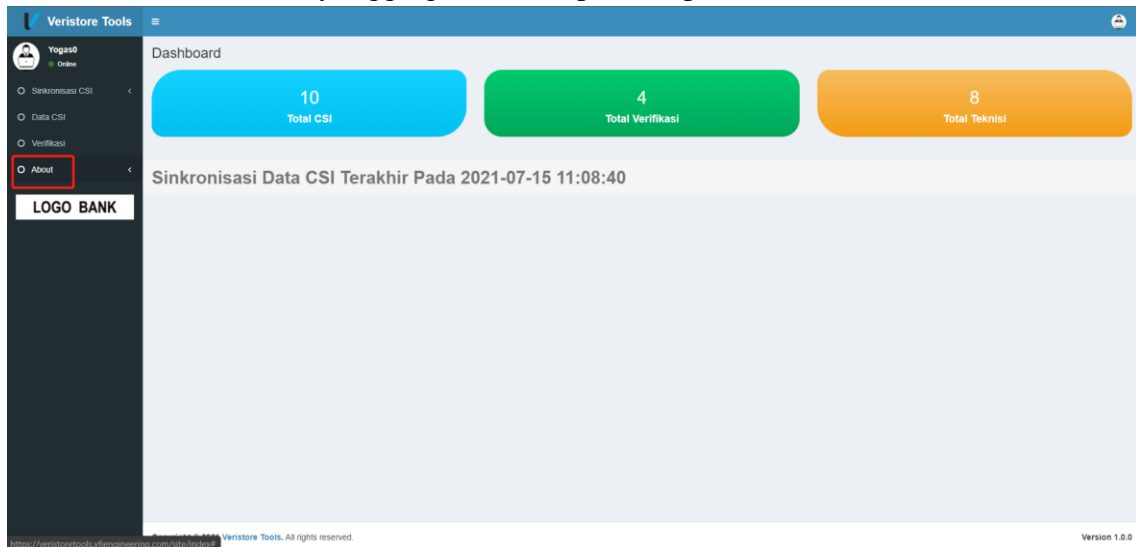 Veristore Tools
Yogas0
Online
Sinkronisasi CSI
Data CSI
Verifikasi
About
LOGO BANK
Dashboard
10
Total CSI
4
Total Verifikasi
8
Total Teknisi
Sinkronisasi Data CSI Terakhir Pada 2021-07-15 11:08:40
Veristore Tools. All rights reserved.
Version 1.0.0
https://veristoretools.vfiengineering.com/site/index#